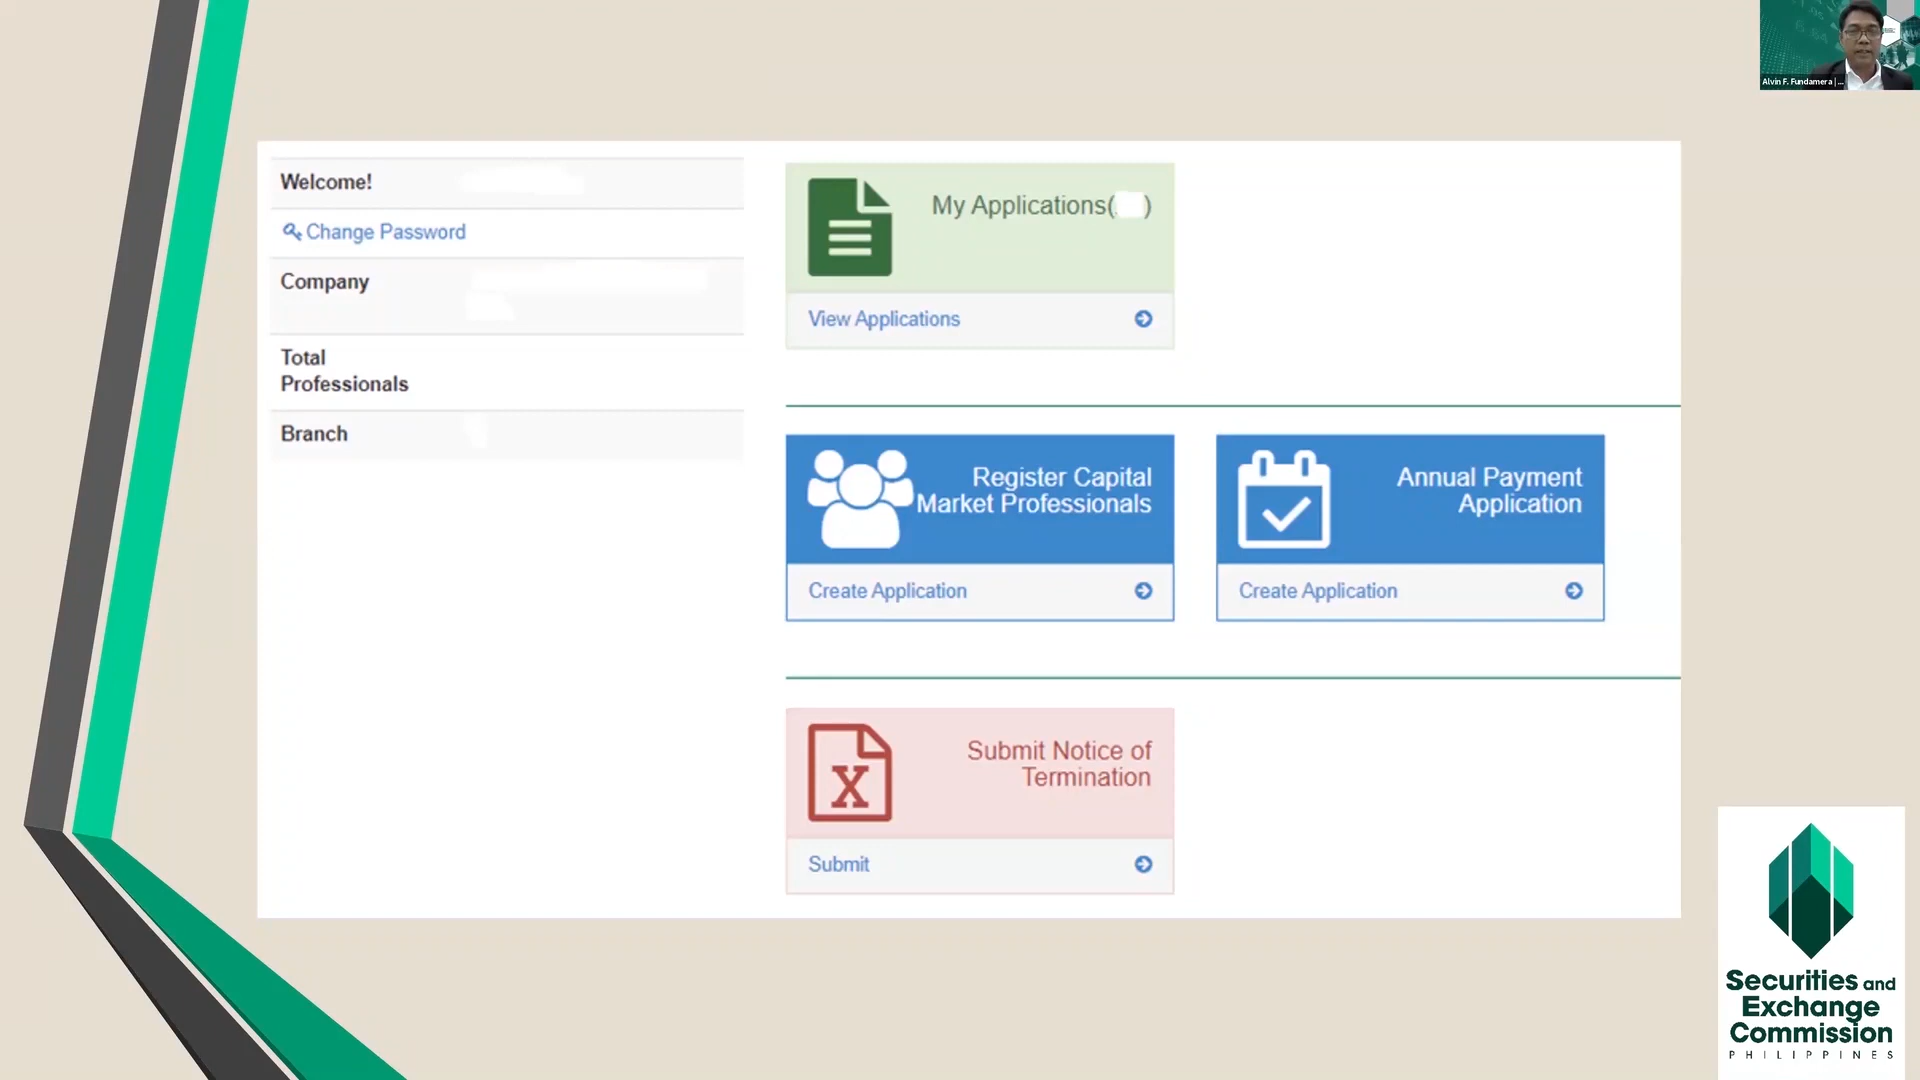 Alvin F. Fundamera | ...
Welcome!
Change Password
Company
Total
Professionals
Branch
My Applications( )
View Applications
Register Capital
Market Professionals
Create Application
Annual Payment
Application
Create Application
Submit Notice of
Termination
Submit
Securities and
Exchange
Commission
PHILIPPINES